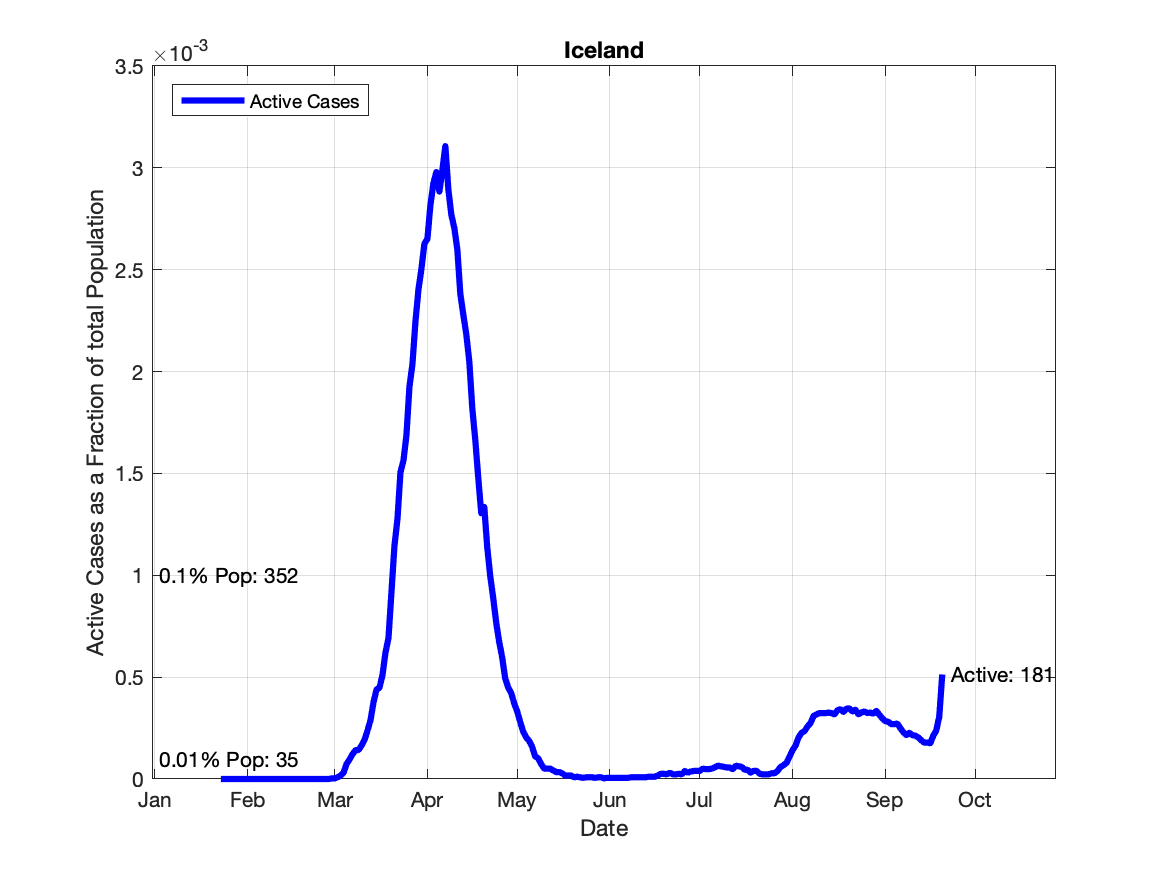 Iceland
×10-3
3.5
3
2.5
2
1.5
1
0.5
0
Active Cases
0.1% Pop: 352
0.01% Pop: 35
Active: 181
Active Cases as a Fraction of total Population
Jan Feb Mar Apr May Jun Jul Aug Sep Oct
Date